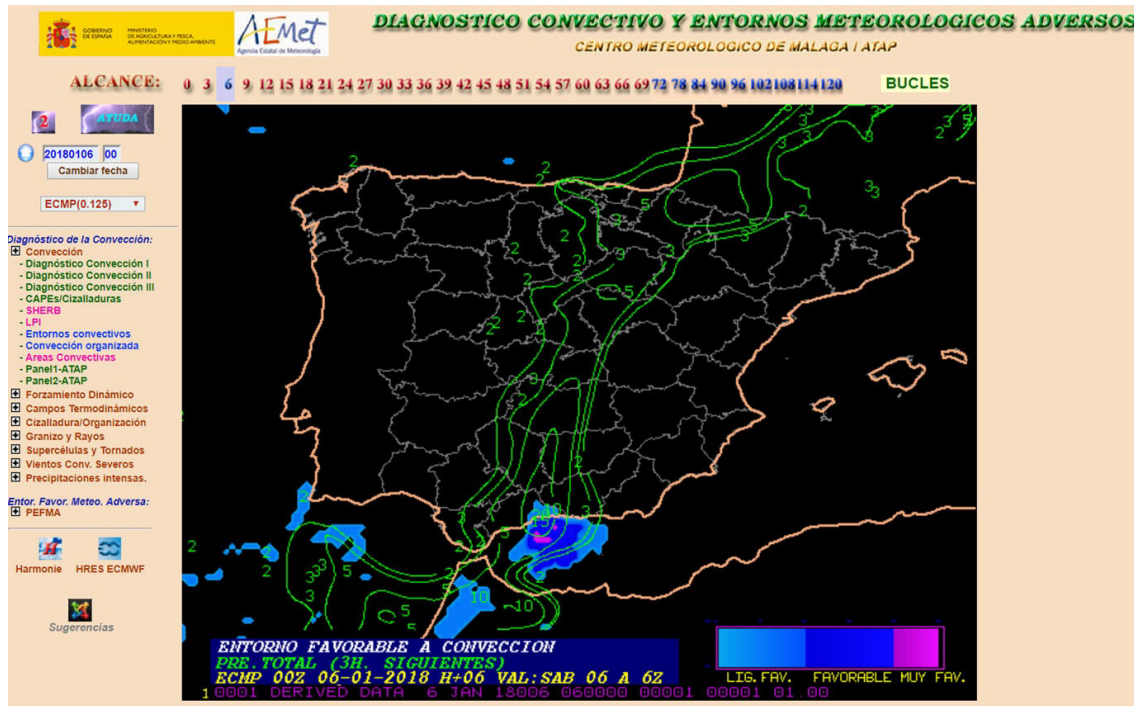 GOBIERNO
DE ESPAÑA
MINISTERIO
DE AGRICULTURA Y PESCA,
ALIMENTACIÓN Y MEDIO AMBIENTE
AEMet
Agencia Estatal de Meteorología
DIAGNOSTICO CONVECTIVO Y ENTORNOS METEOROLOGICOS ADVERSOS
CENTRO METEOROLOGICO DE MALAGA / ATAP
ALCANCE: 0 3 6 9 12 15 18 21 24 27 30 33 36 39 42 45 48 51 54 57 60 63 66 69 72 78 84 90 96 102 108 114 120 BUCLES
2 AYUDA
20180106 00
Cambiar fecha
ECMP(0.125)
Diagnóstico de la Convección:
Convección
- Diagnóstico Convección I
- Diagnóstico Convección II
- Diagnóstico Convección III
- CAPEs/Cizalladuras
- SHERB
- LPI
- Entornos convectivos
- Convección organizada
- Areas Convectivas
- Panel1-ATAP
- Panel2-ATAP
Forzamiento Dinámico
Campos Termodinámicos
Cizalladura/Organización
Granizo y Rayos
Supercélulas y Tornados
Vientos Conv. Severos
Precipitaciones intensas.
Entor. Favor. Meteo. Adversa:
PEFMA
Harmonie HRES ECMWF
Sugerencias
ENTORNO FAVORABLE A CONVECCION
PRE.TOTAL (3H. SIGUIENTES)
ECMP 00Z 06-01-2018 H+06 VAL:SAB 06 A 6Z
1 0001 DERIVED DATA 6 JAN 18006 060000 00001 00001 01.00
LIG.FAV. FAVORABLE MUY FAV.